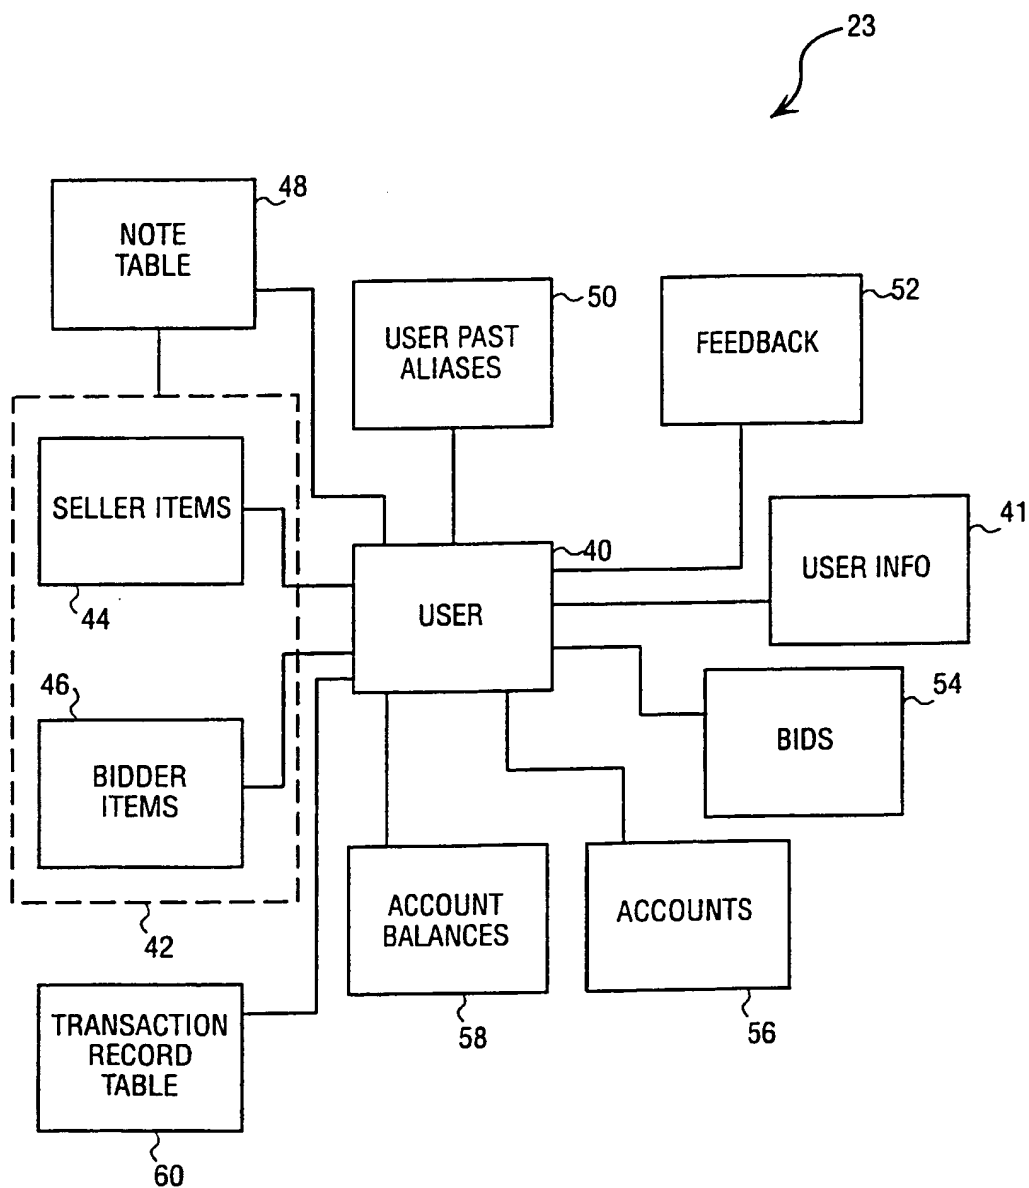 23
48
NOTE
TABLE
50
USER PAST
ALIASES
52
FEEDBACK
SELLER ITEMS
44
40
USER
41
USER INFO
46
BIDDER
ITEMS
54
BIDS
42
ACCOUNT
BALANCES
58
ACCOUNTS
56
TRANSACTION
RECORD
TABLE
60